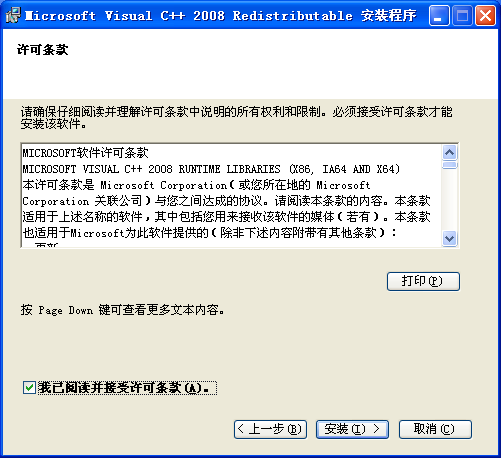 Microsoft Visual C++ 2008 Redistributable 安装程序
许可条款
请确保仔细阅读并理解许可条款中说明的所有权利和限制。必须接受许可条款才能
安装该软件。
MICROSOFT软件许可条款
MICROSOFT VISUAL C++ 2008 RUNTIME LIBRARIES (X86, IA64 AND X64)
本许可条款是 Microsoft Corporation(或您所在地的 Microsoft
Corporation 关联公司)与您之间达成的协议。请阅读本条款的内容。本条款
适用于上述名称的软件,其中包括您用来接收该软件的媒体(若有)。本条款
也适用于Microsoft为此软件提供的(除非下述内容附带有其他条款):
更新
打印(P)
按 Page Down 键可查看更多文本内容。
我已阅读并接受许可条款(A)。
< 上一步(B)
安装(I) >
取消(C)